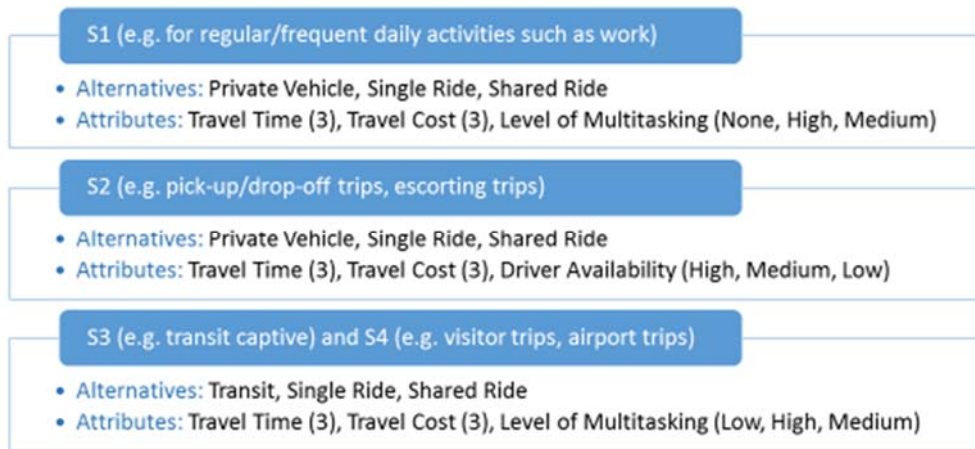 S1 (e.g. for regular/frequent daily activities such as work)
• Alternatives: Private Vehicle, Single Ride, Shared Ride
• Attributes: Travel Time (3), Travel Cost (3), Level of Multitasking (None, High, Medium)
S2 (e.g. pick-up/drop-off trips, escorting trips)
• Alternatives: Private Vehicle, Single Ride, Shared Ride
• Attributes: Travel Time (3), Travel Cost (3), Driver Availability (High, Medium, Low)
S3 (e.g. transit captive) and S4 (e.g. visitor trips, airport trips)
• Alternatives: Transit, Single Ride, Shared Ride
• Attributes: Travel Time (3), Travel Cost (3), Level of Multitasking (Low, High, Medium)